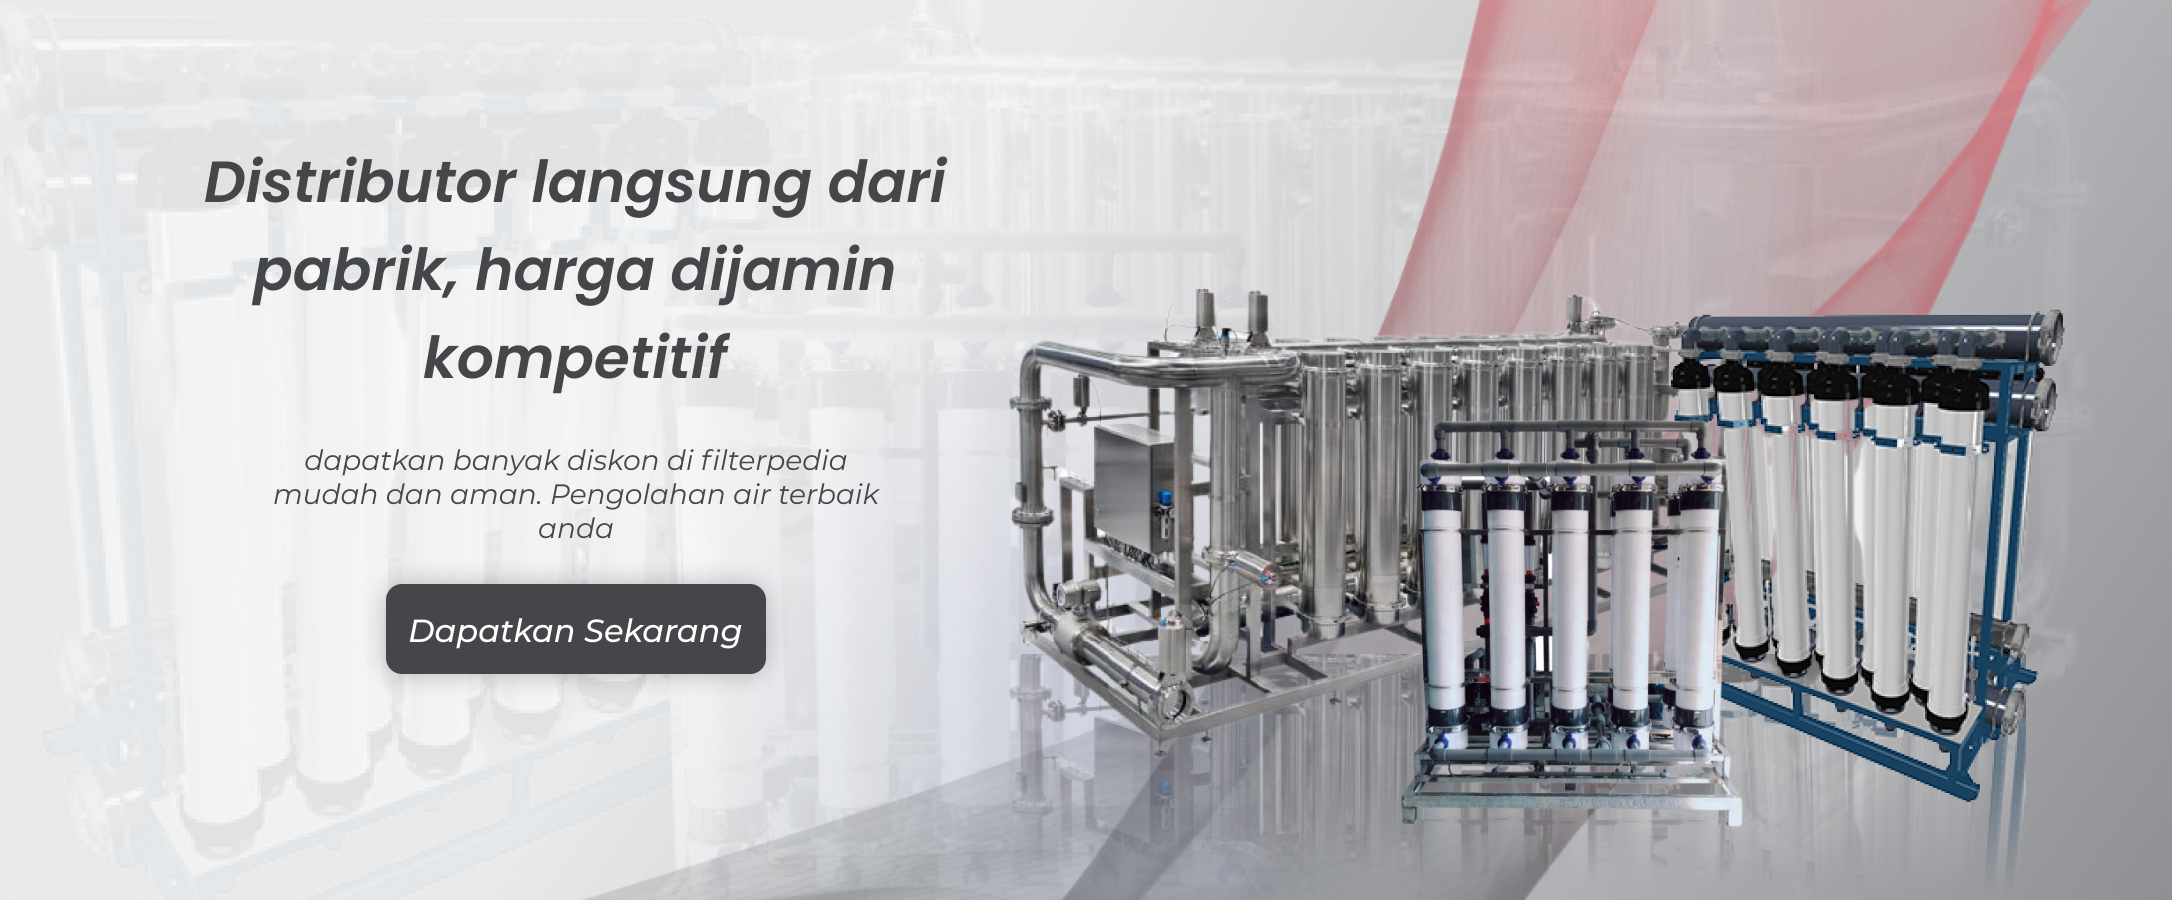 Distributor langsung dari
pabrik, harga dijamin
kompetitif
dapatkan banyak diskon di filterpedia
mudah dan aman. Pengolahan air terbaik
anda
Dapatkan Sekarang